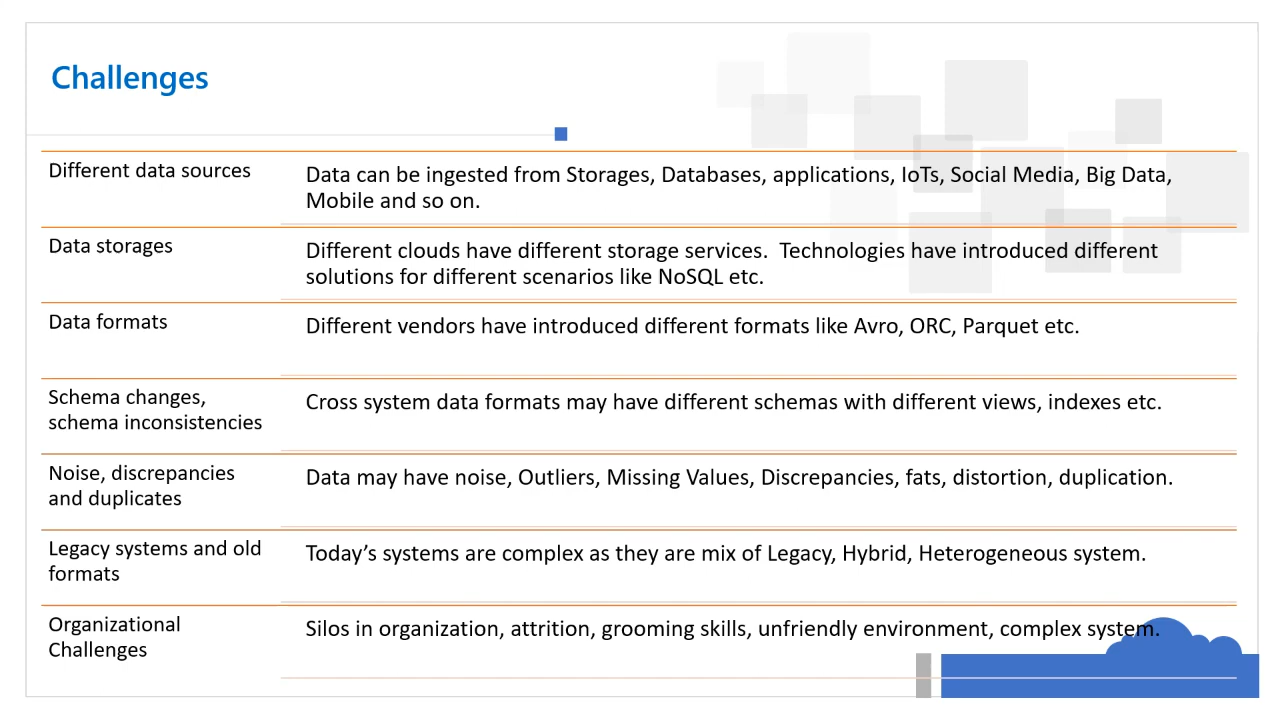 Challenges
Different data sources
Data can be ingested from Storages, Databases, applications, IoTs, Social Media, Big Data,
Mobile and so on.
Data storages
Different clouds have different storage services.  Technologies have introduced different
solutions for different scenarios like NoSQL etc.
Data formats
Different vendors have introduced different formats like Avro, ORC, Parquet etc.
Schema changes,
schema inconsistencies
Cross system data formats may have different schemas with different views, indexes etc.
Noise, discrepancies
and duplicates
Data may have noise, Outliers, Missing Values, Discrepancies, fats, distortion, duplication.
Legacy systems and old
formats
Today’s systems are complex as they are mix of Legacy, Hybrid, Heterogeneous system.
Organizational
Challenges
Silos in organization, attrition, grooming skills, unfriendly environment, complex system.